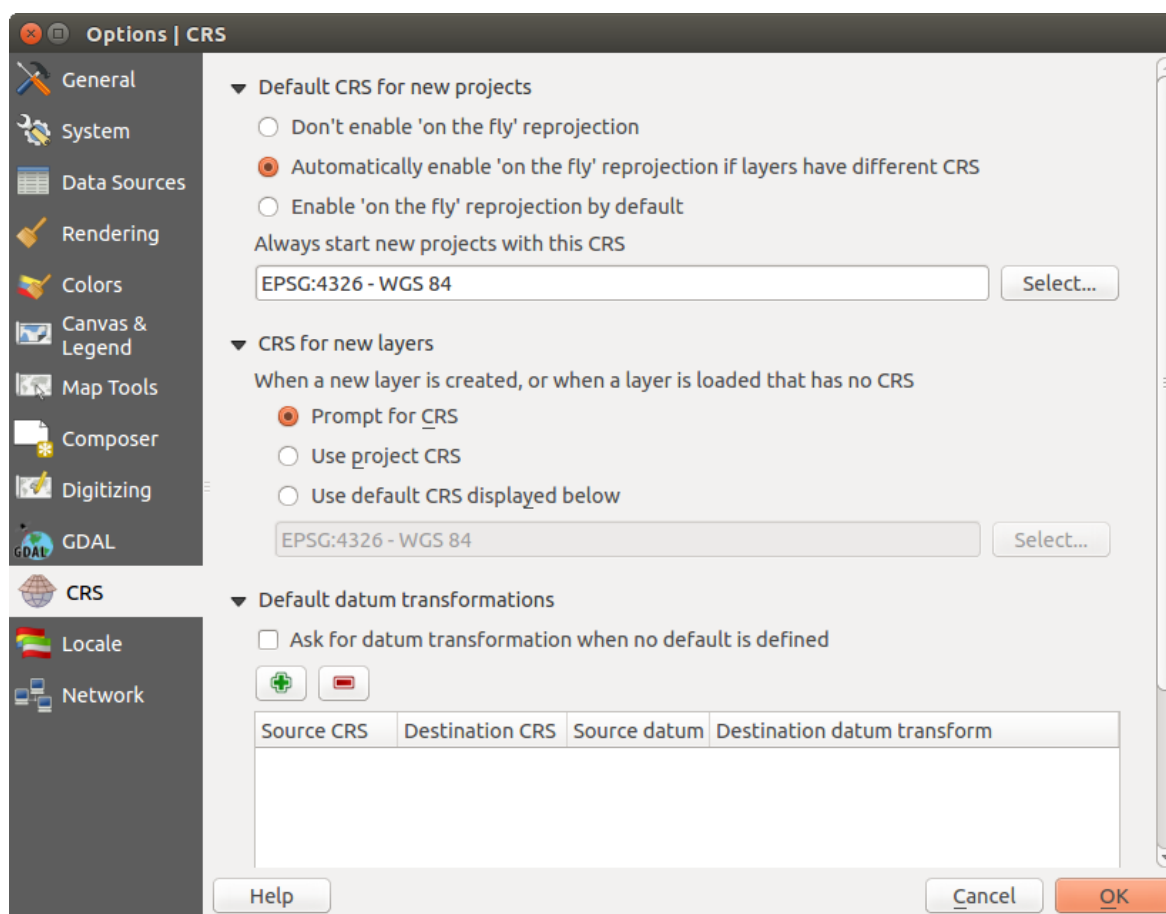 Options | CRS
General
System
Data Sources
Rendering
Colors
Canvas &
Legend
Map Tools
Composer
Digitizing
GDAL
GDAL
CRS
Locale
Network
Default CRS for new projects
Don't enable 'on the fly' reprojection
Automatically enable 'on the fly' reprojection if layers have different CRS
Enable 'on the fly' reprojection by default
Always start new projects with this CRS
EPSG:4326 - WGS 84 Select...
CRS for new layers
When a new layer is created, or when a layer is loaded that has no CRS
Prompt for CRS
Use project CRS
Use default CRS displayed below
EPSG:4326 - WGS 84 Select...
Default datum transformations
Ask for datum transformation when no default is defined
Source CRS Destination CRS Source datum Destination datum transform
Help Cancel OK